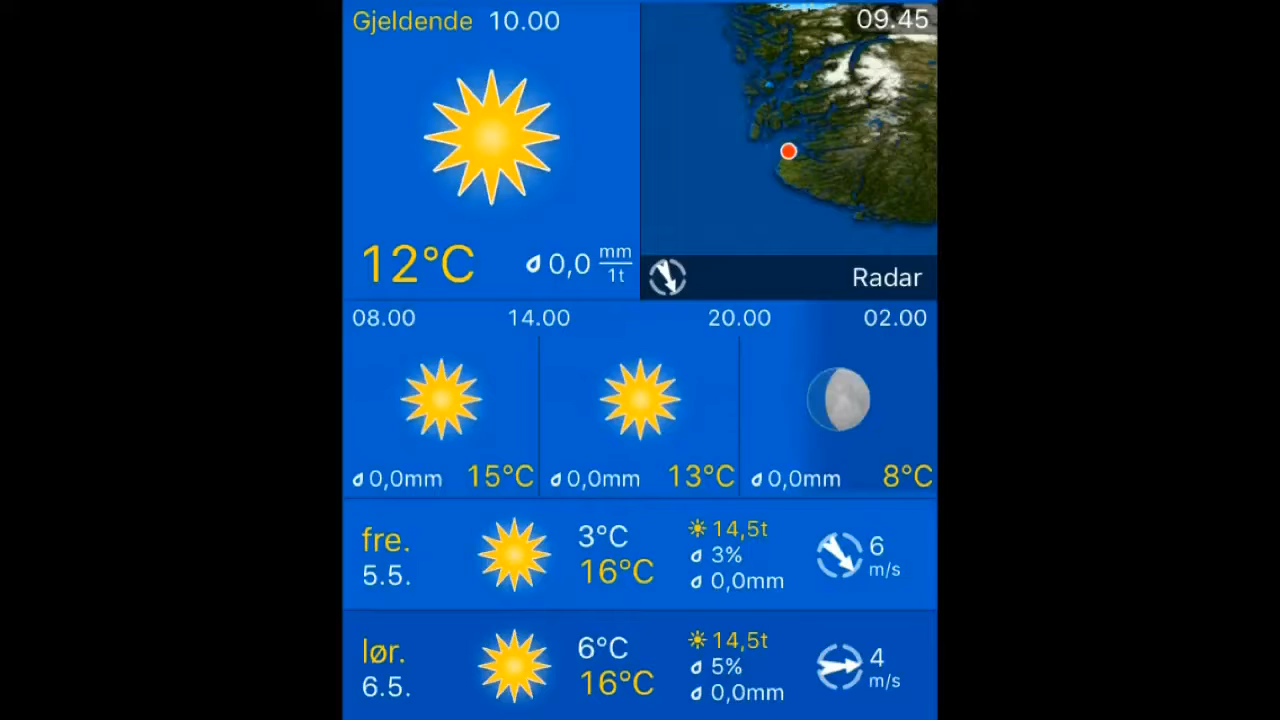 Gjeldende 10.00
09.45
12°C 0,0 mm
1t
Radar
08.00 14.00 20.00 02.00
0,0mm 15°C 0,0mm 13°C 0,0mm 8°C
fre.
5.5.
3°C
16°C
14,5t
3%
0,0mm
6
m/s
lør.
6.5.
6°C
16°C
14,5t
5%
0,0mm
4
m/s